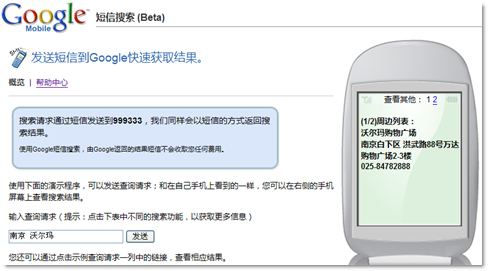 Google™
Mobile
短信搜索 (Beta)
SMS
发送短信到Google快速获取结果。
概览 | 帮助中心
搜索请求通过短信发送到999333，我们同样会以短信的方式返回搜
索结果。
使用Google短信搜索，由Google返回的结果短信不会收取您任何费用。
使用下面的演示程序，可以发送查询请求；和在自己手机上看到的一样，您可以在右侧的手机
屏幕上查看搜索结果。
输入查询请求（提示：点击下表中不同的搜索功能，以获取更多信息）
南京 沃尔玛
发送
您还可以通过点击示例查询请求一列中的链接，查看相应结果。
查看其他： 1 2
(1/2)周边列表：
沃尔玛购物广场
南京白下区 洪武路88号万达
购物广场2-3楼
025-84782888